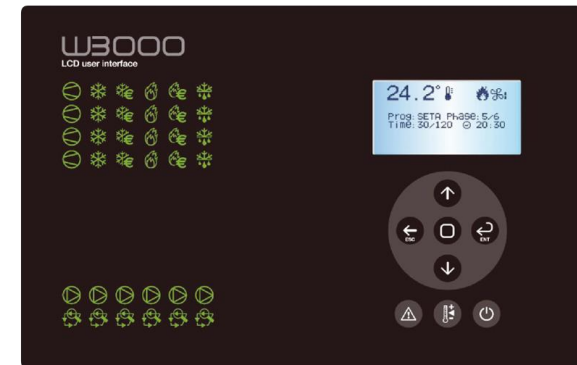 W3000
LCD user interface
24.2°
Prog:SETA Phase:5/6
Time:30/120 20:30
ESC
ENT